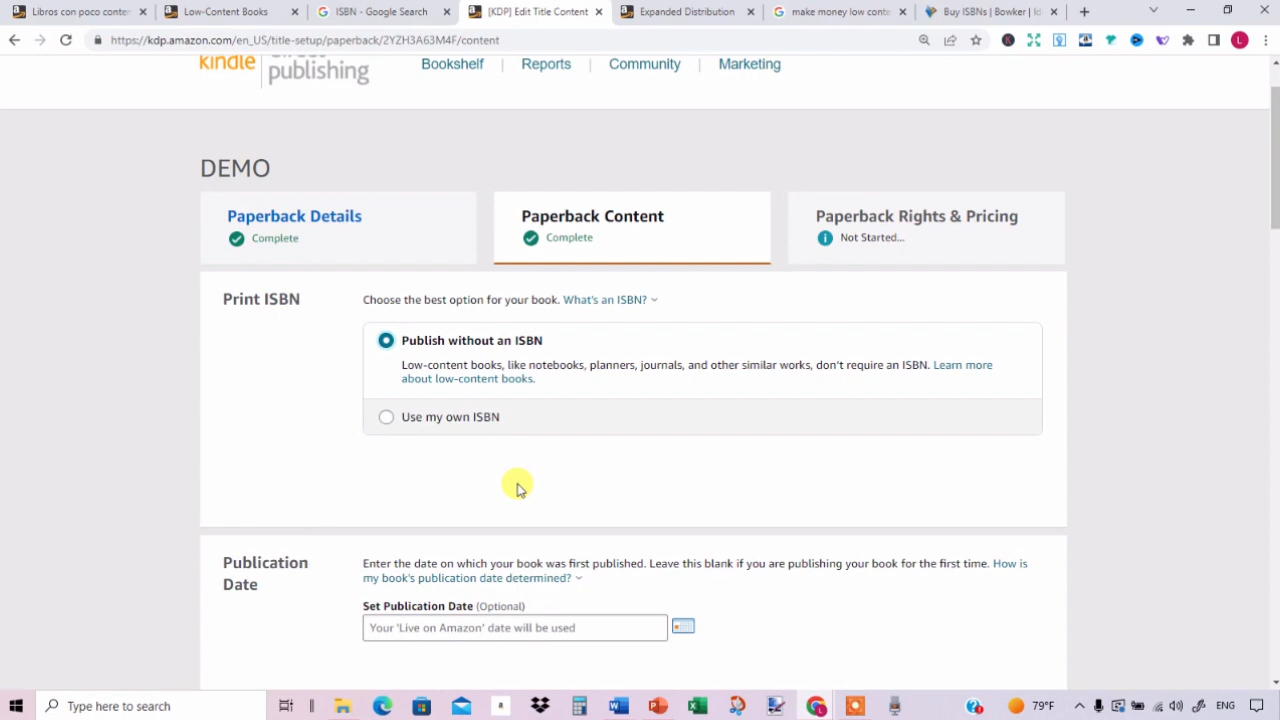 Libros con poco conten
Low-Content Books
ISBN - Google Search
[KDP] Edit Title Content
Expanded Distribution
make money low conte
Buy ISBNs | Bowker | Id
https://kdp.amazon.com/en_US/title-setup/paperback/2YZH3A63M4F/content
kindle direct publishing
Bookshelf | Reports | Community | Marketing
DEMO
Paperback Details
Complete
Paperback Content
Complete
Paperback Rights & Pricing
Not Started...
Print ISBN
Choose the best option for your book. What's an ISBN?
Publish without an ISBN
Low-content books, like notebooks, planners, journals, and other similar works, don't require an ISBN. Learn more
about low-content books.
Use my own ISBN
Publication
Date
Enter the date on which your book was first published. Leave this blank if you are publishing your book for the first time. How is
my book's publication date determined?
Set Publication Date (Optional)
Your 'Live on Amazon' date will be used
Type here to search
79°F
ENG